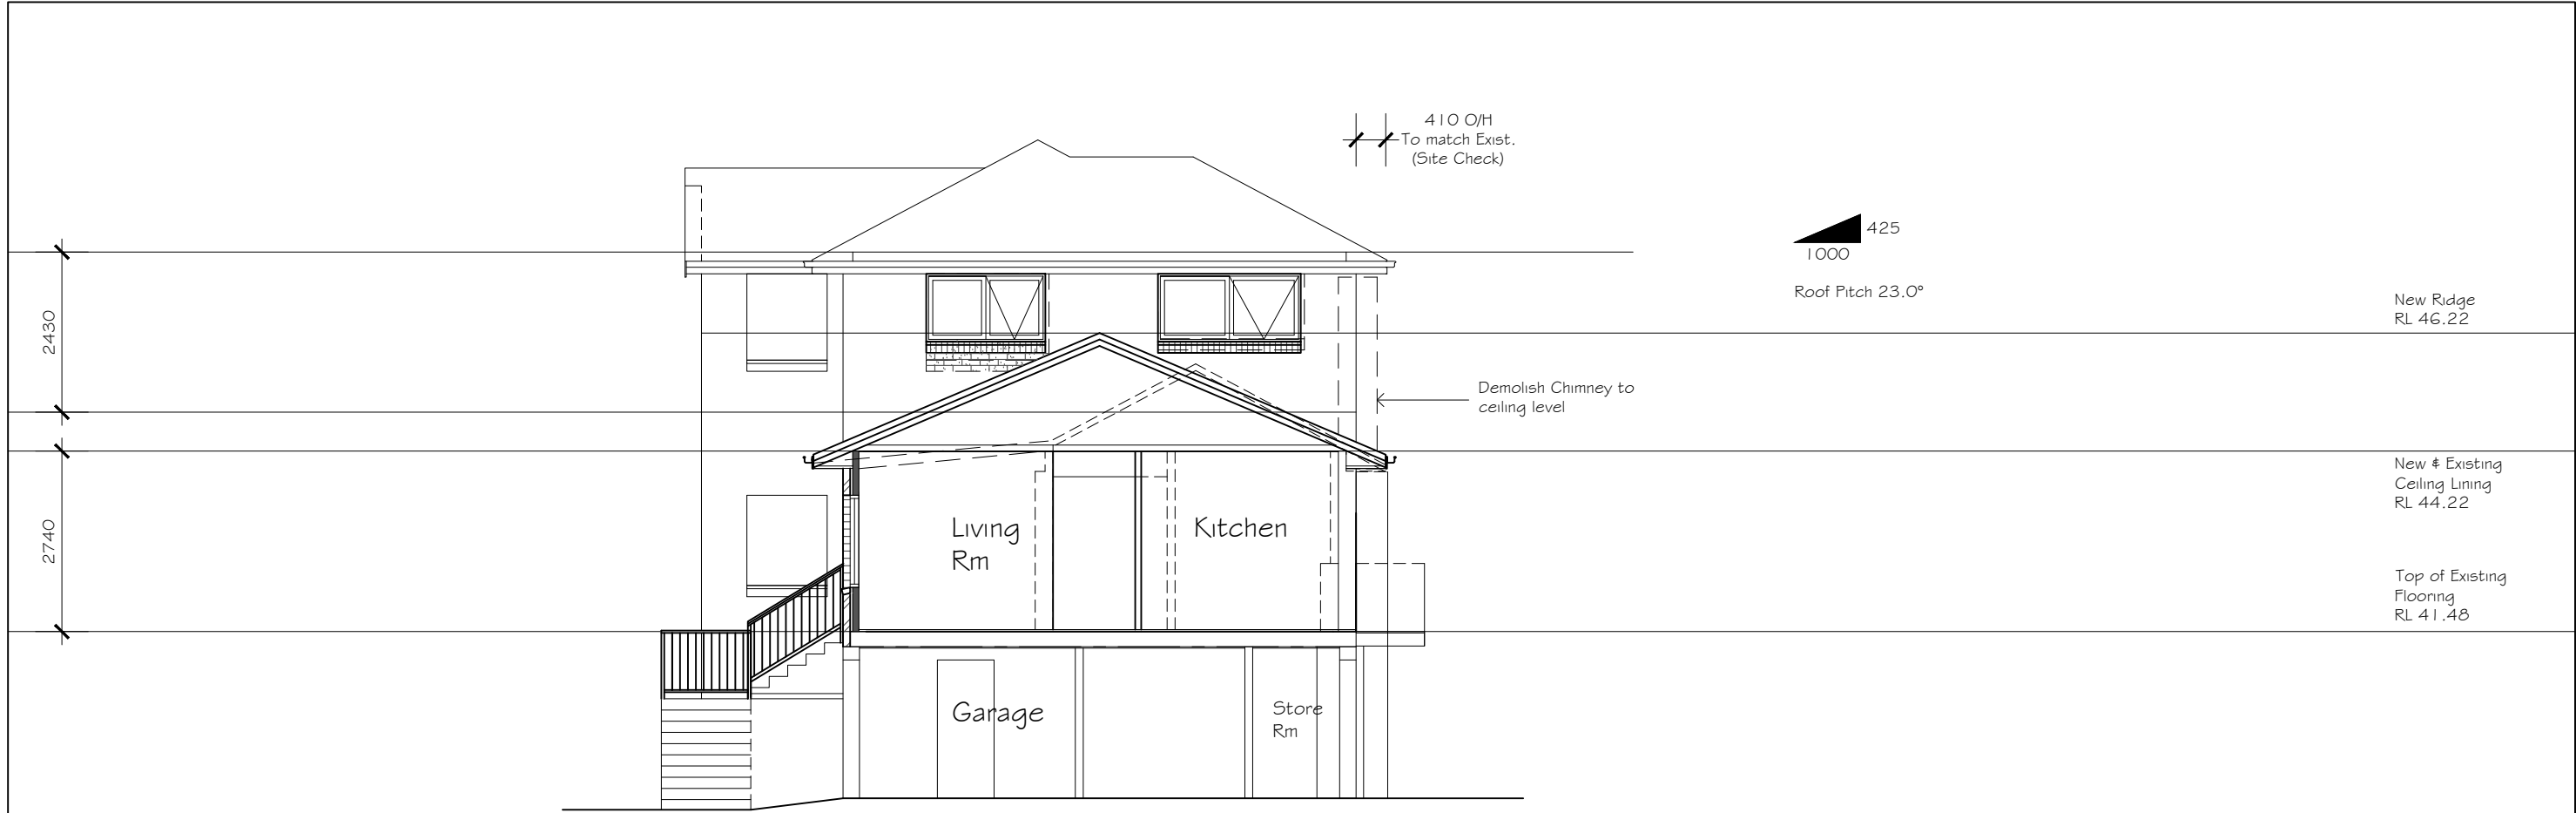 410 O/H
To match Exist.
(Site Check)
425
1000
Roof Pitch 23.0°
New Ridge
RL 46.22
2430
Demolish Chimney to
ceiling level
New & Existing
Ceiling Lining
RL 44.22
2740
Living
Rm
Kitchen
Top of Existing
Flooring
RL 41.48
Garage
Store
Rm